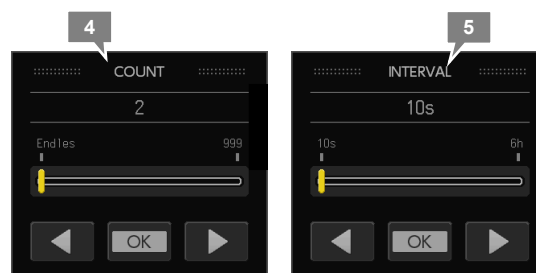 4
COUNT
2
Endles 999
OK
5
INTERVAL
10s
10s 6h
OK